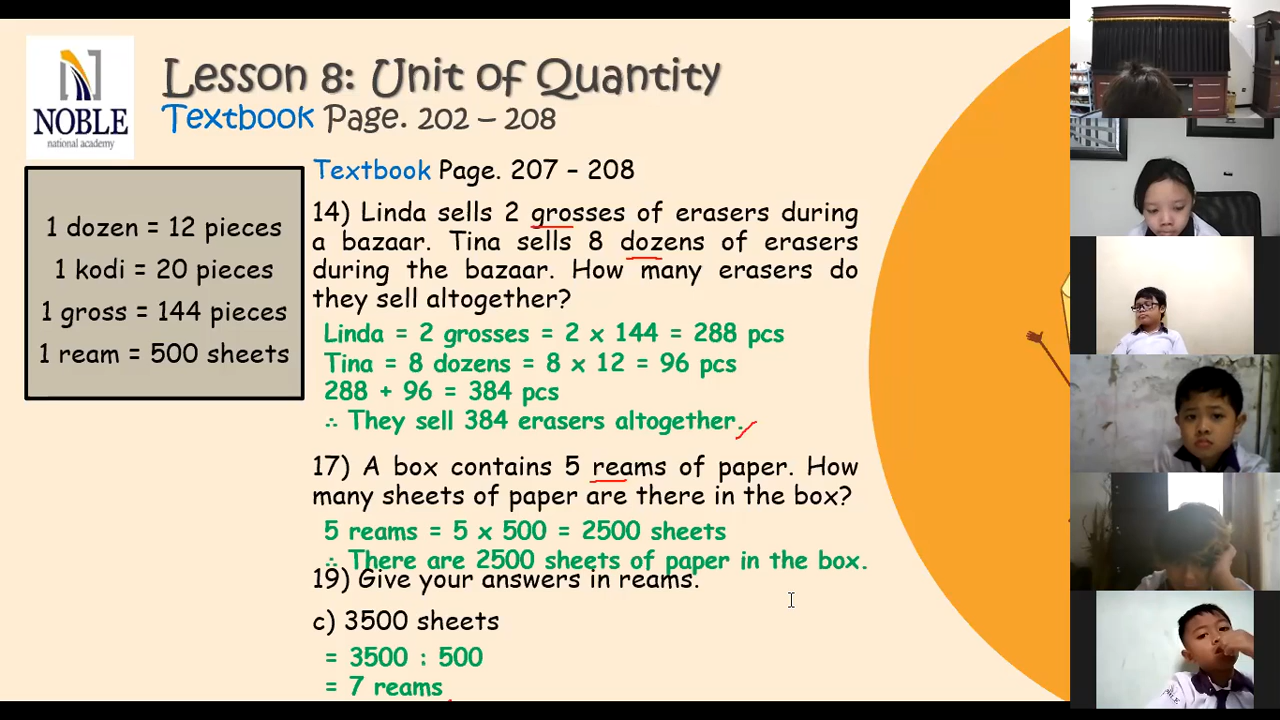 Lesson 8: Unit of Quantity
Textbook Page. 202 – 208
NOBLE
national academy
1 dozen = 12 pieces
1 kodi = 20 pieces
1 gross = 144 pieces
1 ream = 500 sheets
Textbook Page. 207 – 208
14) Linda sells 2 grosses of erasers during
a bazaar. Tina sells 8 dozens of erasers
during the bazaar. How many erasers do
they sell altogether?
Linda = 2 grosses = 2 x 144 = 288 pcs
Tina = 8 dozens = 8 x 12 = 96 pcs
288 + 96 = 384 pcs
∴ They sell 384 erasers altogether.
17) A box contains 5 reams of paper. How
many sheets of paper are there in the box?
5 reams = 5 x 500 = 2500 sheets
∴ There are 2500 sheets of paper in the box.
19) Give your answers in reams.
c) 3500 sheets
= 3500 : 500
= 7 reams